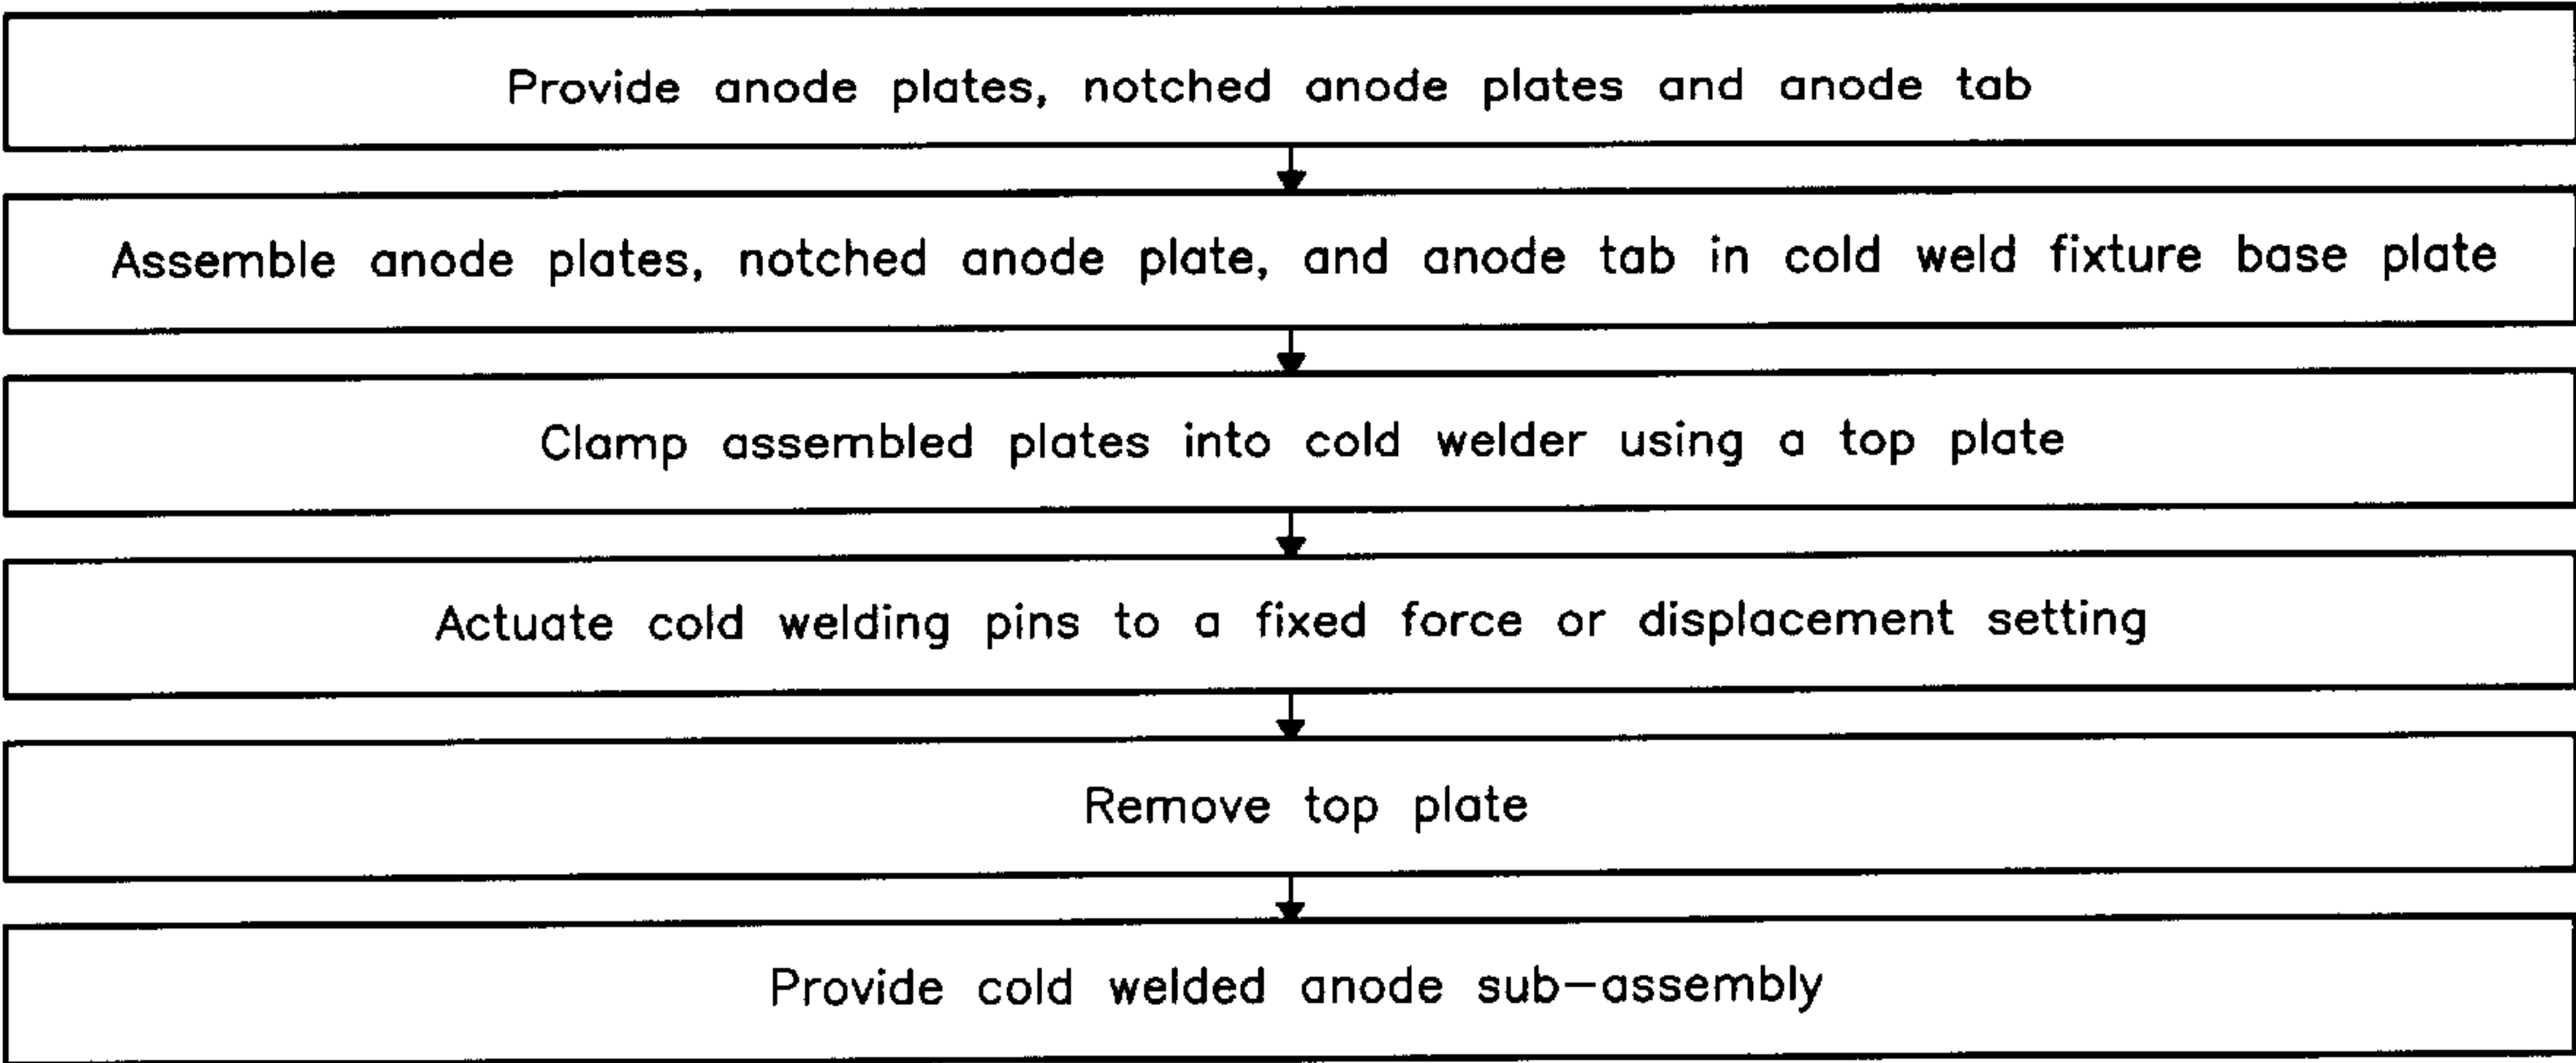 Provide anode plates, notched anode plates and anode tab
Assemble anode plates, notched anode plate, and anode tab in cold weld fixture base plate
Clamp assembled plates into cold welder using a top plate
Actuate cold welding pins to a fixed force or displacement setting
Remove top plate
Provide cold welded anode sub-assembly